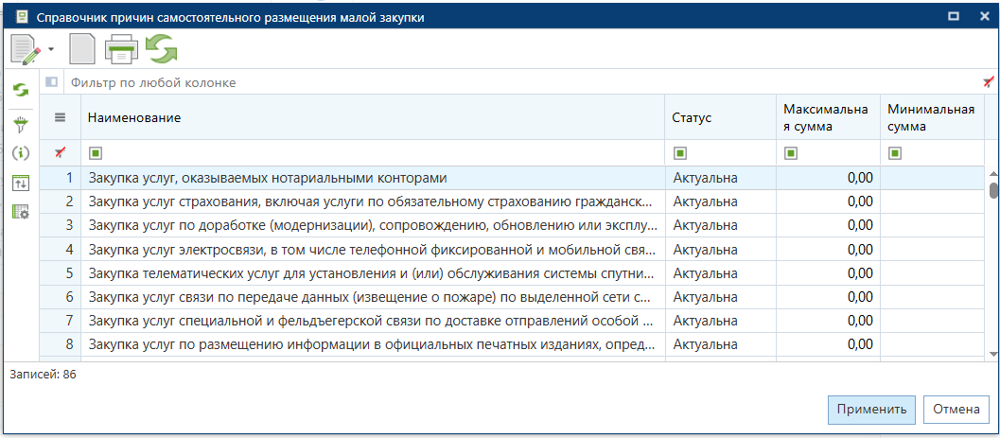 Справочник причин самостоятельного размещения малой закупки
Фильтр по любой колонке
Наименование Статус Максимальна Минимальная
я сумма сумма
1 Закупка услуг, оказываемых нотариальными конторами Актуальна 0,00
2 Закупка услуг страхования, включая услуги по обязательному страхованию гражданск... Актуальна 0,00
3 Закупка услуг по доработке (модернизации), сопровождению, обновлению или эксплу... Актуальна 0,00
4 Закупка услуг электросвязи, в том числе телефонной фиксированной и мобильной свя... Актуальна 0,00
5 Закупка телематических услуг для установления и (или) обслуживания системы спутни... Актуальна 0,00
6 Закупка услуг связи по передаче данных (извещение о пожаре) по выделенной сети с... Актуальна 0,00
7 Закупка услуг специальной и фельдъегерской связи по доставке отправлений особой ... Актуальна 0,00
8 Закупка услуг по размещению информации в официальных печатных изданиях, опред... Актуальна 0,00
Записей: 86
Применить Отмена